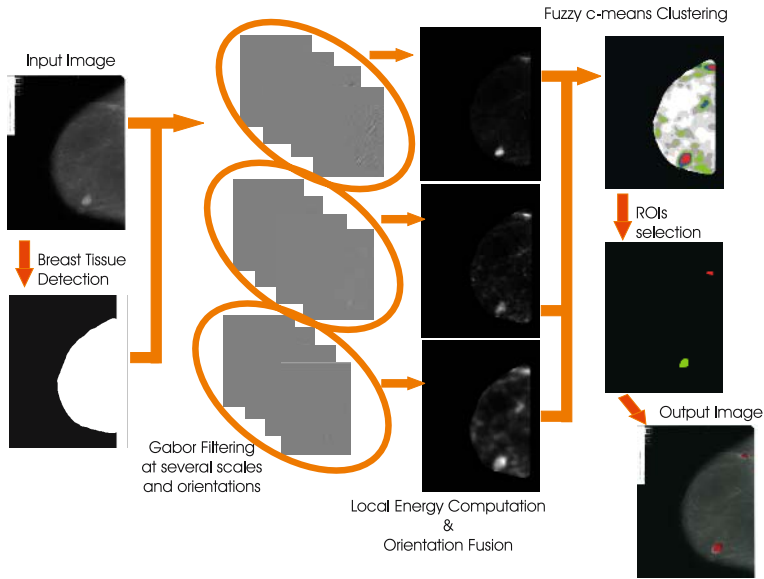 Fuzzy c-means Clustering
Input Image
Breast Tissue
Detection
ROIs
selection
Output Image
Gabor Filtering
at several scales
and orientations
Local Energy Computation
&
Orientation Fusion